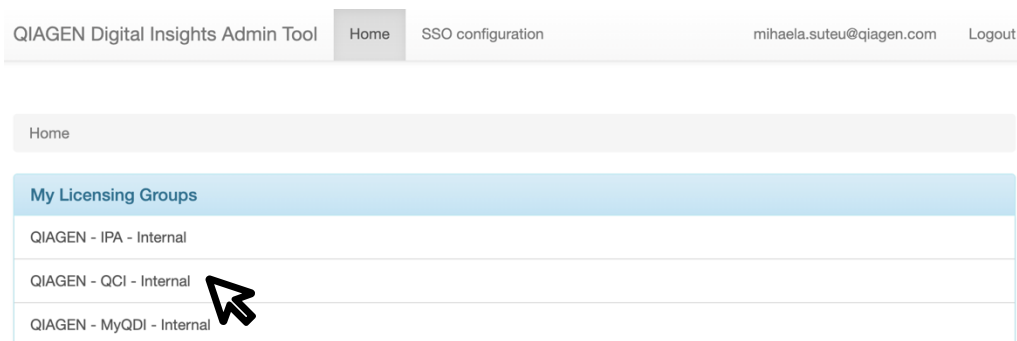 QIAGEN Digital Insights Admin Tool Home SSO configuration mihaela.suteu@qiagen.com Logout
Home
My Licensing Groups
QIAGEN - IPA - Internal
QIAGEN - QCI - Internal
QIAGEN - MyQDI - Internal